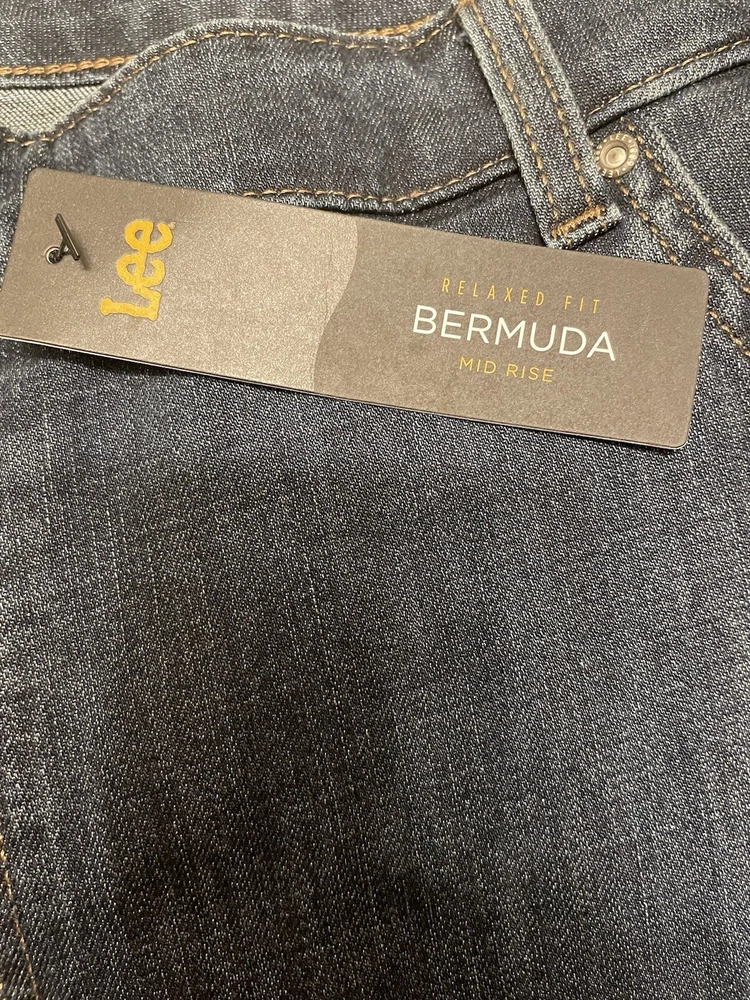 Lee
RELAXED FIT
BERMUDA
MID RISE